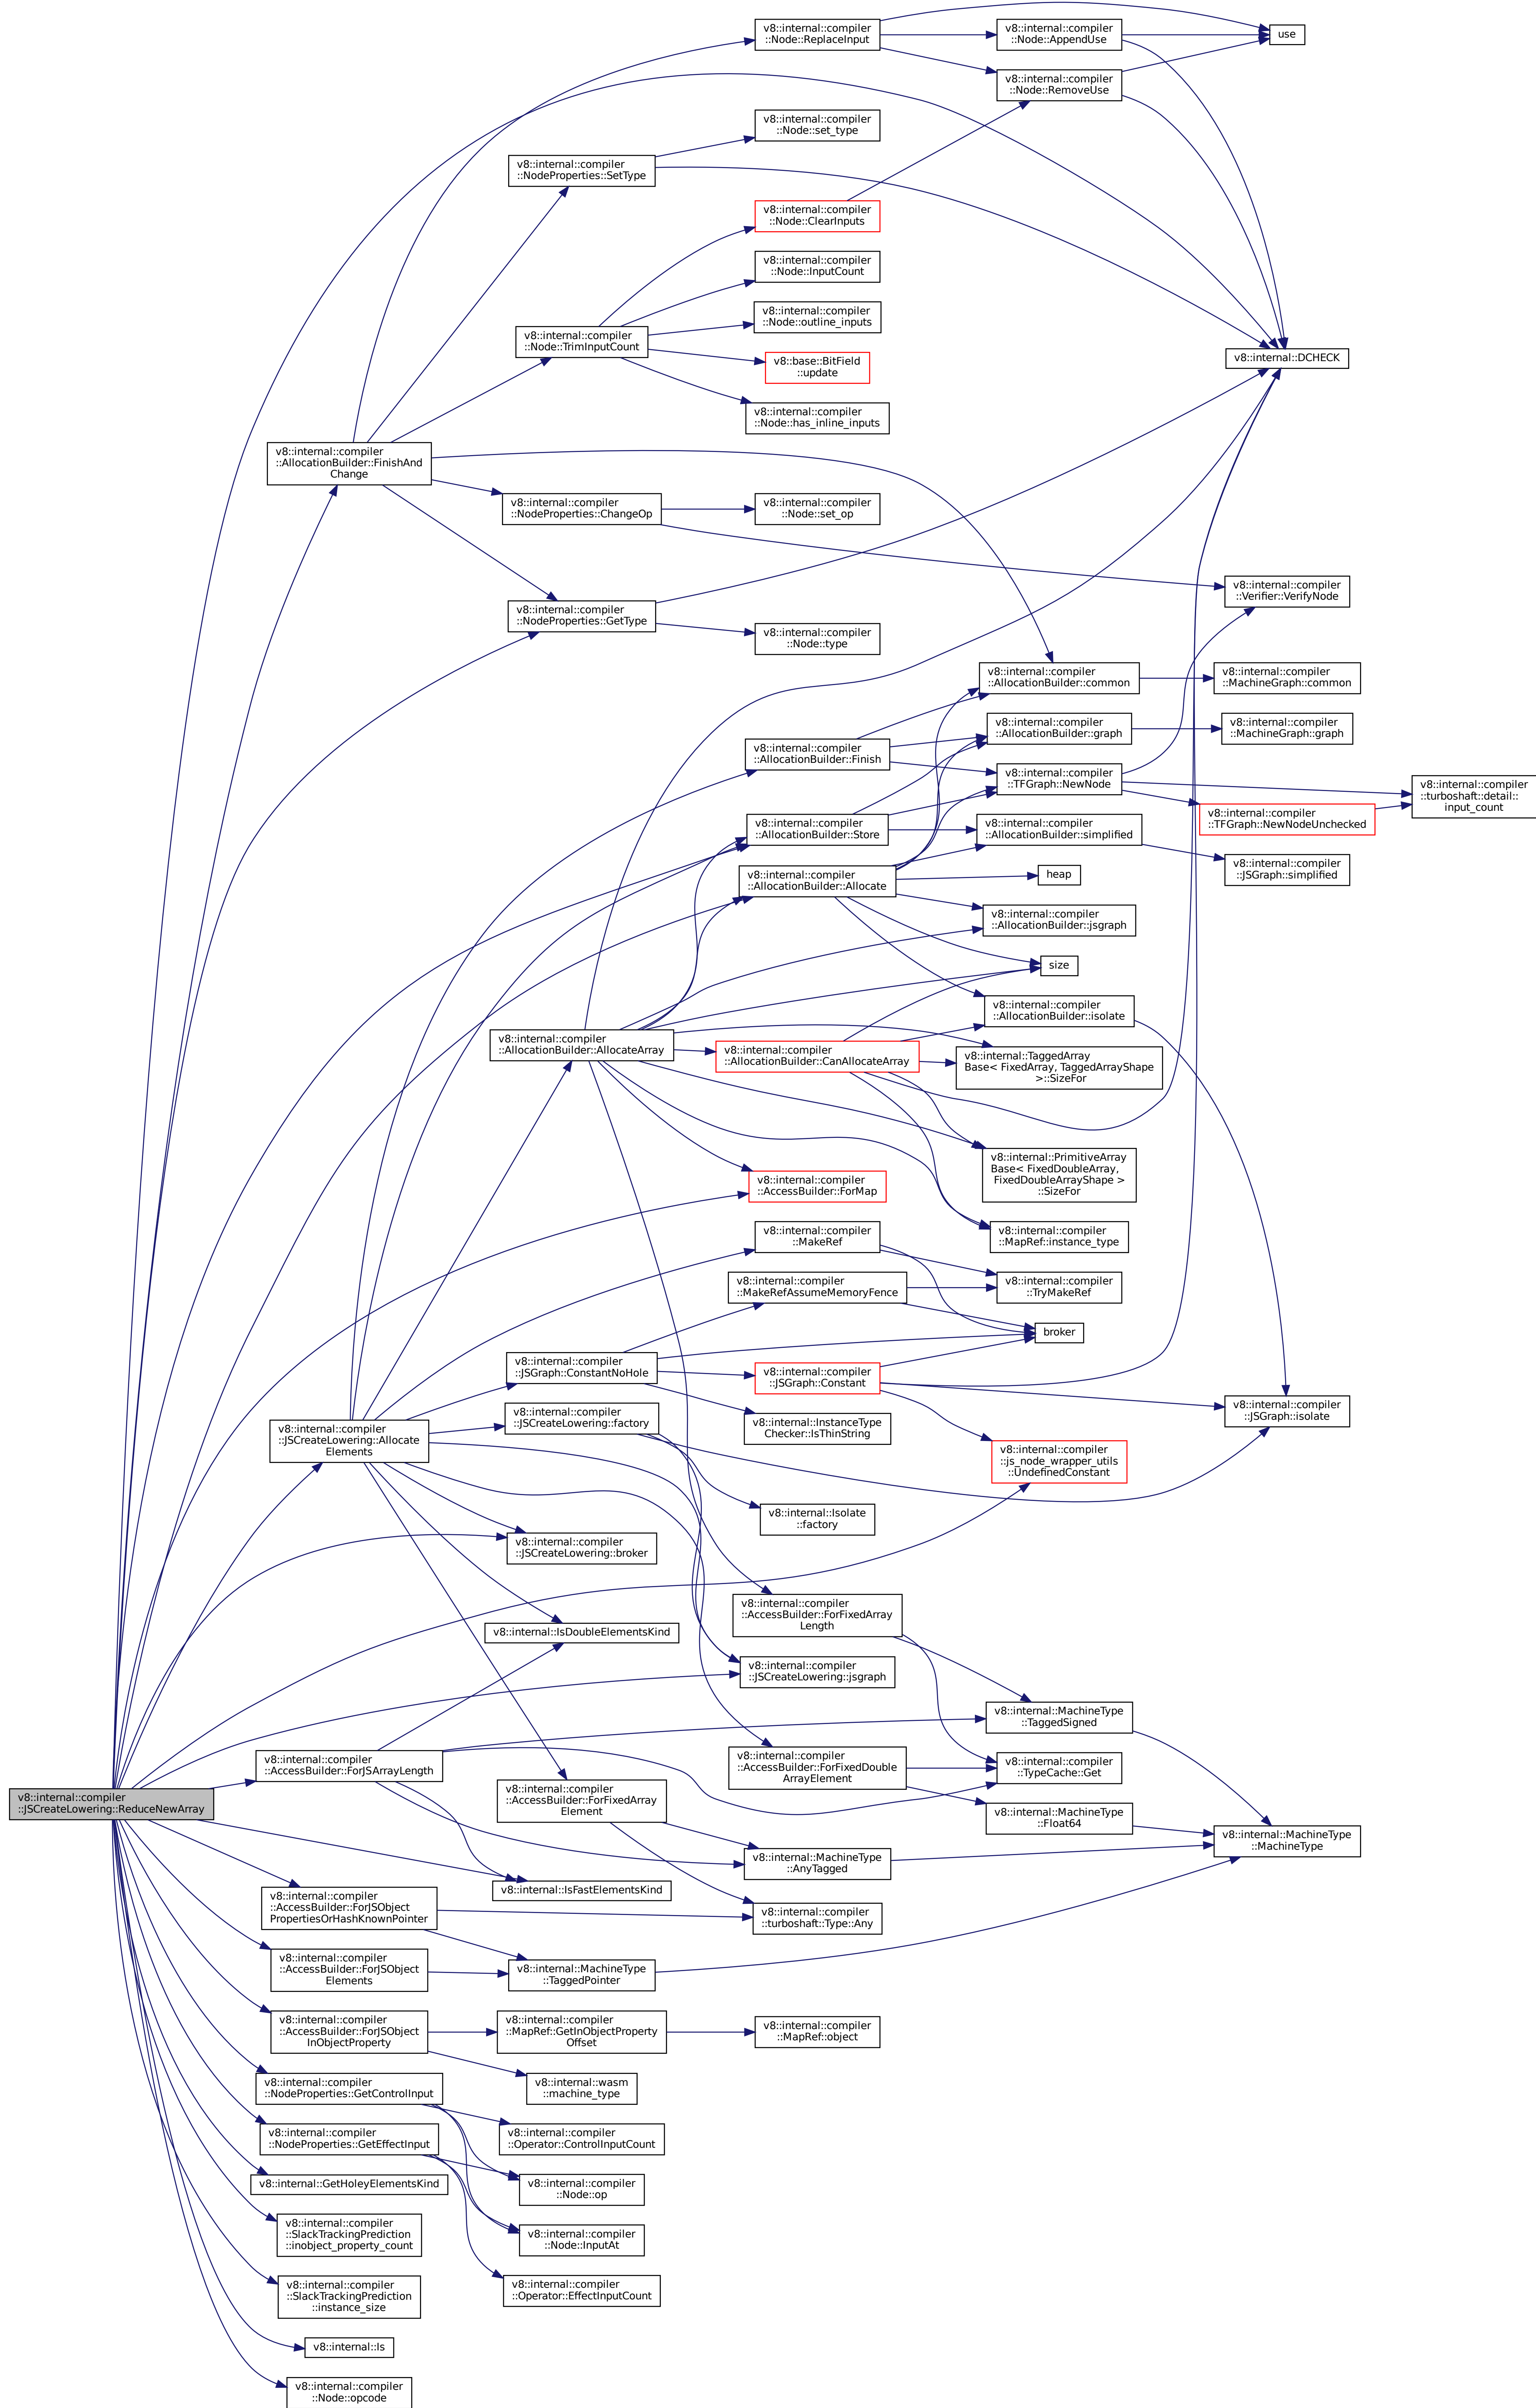 v8::internal::compiler
::JSCreateLowering::ReduceNewArray
v8::internal::compiler
::AllocationBuilder::FinishAnd
Change
v8::internal::compiler
::JSCreateLowering::Allocate
Elements
v8::internal::compiler
::AccessBuilder::ForJSArrayLength
v8::internal::compiler
::AccessBuilder::ForJSObject
PropertiesOrHashKnownPointer
v8::internal::compiler
::AccessBuilder::ForJSObject
Elements
v8::internal::compiler
::AccessBuilder::ForJSObject
InObjectProperty
v8::internal::compiler
::NodeProperties::GetControlInput
v8::internal::compiler
::NodeProperties::GetEffectInput
v8::internal::GetHoleyElementsKind
v8::internal::compiler
::SlackTrackingPrediction
::inobject_property_count
v8::internal::compiler
::SlackTrackingPrediction
::instance_size
v8::internal::Is
v8::internal::compiler
::Node::opcode
v8::internal::compiler
::NodeProperties::SetType
v8::internal::compiler
::Node::TrimInputCount
v8::internal::compiler
::NodeProperties::ChangeOp
v8::internal::compiler
::NodeProperties::GetType
v8::internal::compiler
::AllocationBuilder::AllocateArray
v8::internal::compiler
::JSGraph::ConstantNoHole
v8::internal::compiler
::JSCreateLowering::factory
v8::internal::compiler
::JSCreateLowering::broker
v8::internal::IsDoubleElementsKind
v8::internal::compiler
::AccessBuilder::ForFixedArray
Element
v8::internal::IsFastElementsKind
v8::internal::MachineType
::TaggedPointer
v8::internal::compiler
::MapRef::GetInObjectProperty
Offset
v8::internal::wasm
::machine_type
v8::internal::compiler
::Operator::ControlInputCount
v8::internal::compiler
::Node::op
v8::internal::compiler
::Node::InputAt
v8::internal::compiler
::Operator::EffectInputCount
v8::internal::compiler
::Node::ReplaceInput
v8::internal::compiler
::Node::set_type
v8::internal::compiler
::Node::ClearInputs
v8::internal::compiler
::Node::InputCount
v8::internal::compiler
::Node::outline_inputs
v8::base::BitField
::update
v8::internal::compiler
::Node::has_inline_inputs
v8::internal::compiler
::Node::set_op
v8::internal::compiler
::Node::type
v8::internal::compiler
::AllocationBuilder::Finish
v8::internal::compiler
::AllocationBuilder::Store
v8::internal::compiler
::AllocationBuilder::Allocate
v8::internal::compiler
::AllocationBuilder::CanAllocateArray
v8::internal::compiler
::AccessBuilder::ForMap
v8::internal::compiler
::MakeRef
v8::internal::compiler
::MakeRefAssumeMemoryFence
v8::internal::compiler
::JSGraph::Constant
v8::internal::InstanceType
Checker::IsThinString
v8::internal::Isolate
::factory
v8::internal::compiler
::AccessBuilder::ForFixedArray
Length
v8::internal::compiler
::JSCreateLowering::jsgraph
v8::internal::compiler
::AccessBuilder::ForFixedDouble
ArrayElement
v8::internal::MachineType
::AnyTagged
v8::internal::compiler
::turboshaft::Type::Any
v8::internal::compiler
::MapRef::object
v8::internal::compiler
::Node::AppendUse
v8::internal::compiler
::Node::RemoveUse
v8::internal::compiler
::AllocationBuilder::common
v8::internal::compiler
::AllocationBuilder::graph
v8::internal::compiler
::TFGraph::NewNode
v8::internal::compiler
::AllocationBuilder::simplified
heap
v8::internal::compiler
::AllocationBuilder::jsgraph
size
v8::internal::compiler
::AllocationBuilder::isolate
v8::internal::TaggedArray
Base< FixedArray, TaggedArrayShape
>::SizeFor
v8::internal::PrimitiveArray
Base< FixedDoubleArray,
FixedDoubleArrayShape >
::SizeFor
v8::internal::compiler
::MapRef::instance_type
v8::internal::compiler
::TryMakeRef
broker
v8::internal::compiler
::js_node_wrapper_utils
::UndefinedConstant
v8::internal::MachineType
::TaggedSigned
v8::internal::compiler
::TypeCache::Get
v8::internal::MachineType
::Float64
use
v8::internal::DCHECK
v8::internal::compiler
::Verifier::VerifyNode
v8::internal::compiler
::MachineGraph::common
v8::internal::compiler
::MachineGraph::graph
v8::internal::compiler
::TFGraph::NewNodeUnchecked
v8::internal::compiler
::JSGraph::simplified
v8::internal::compiler
::JSGraph::isolate
v8::internal::MachineType
::MachineType
v8::internal::compiler
::turboshaft::detail::
input_count